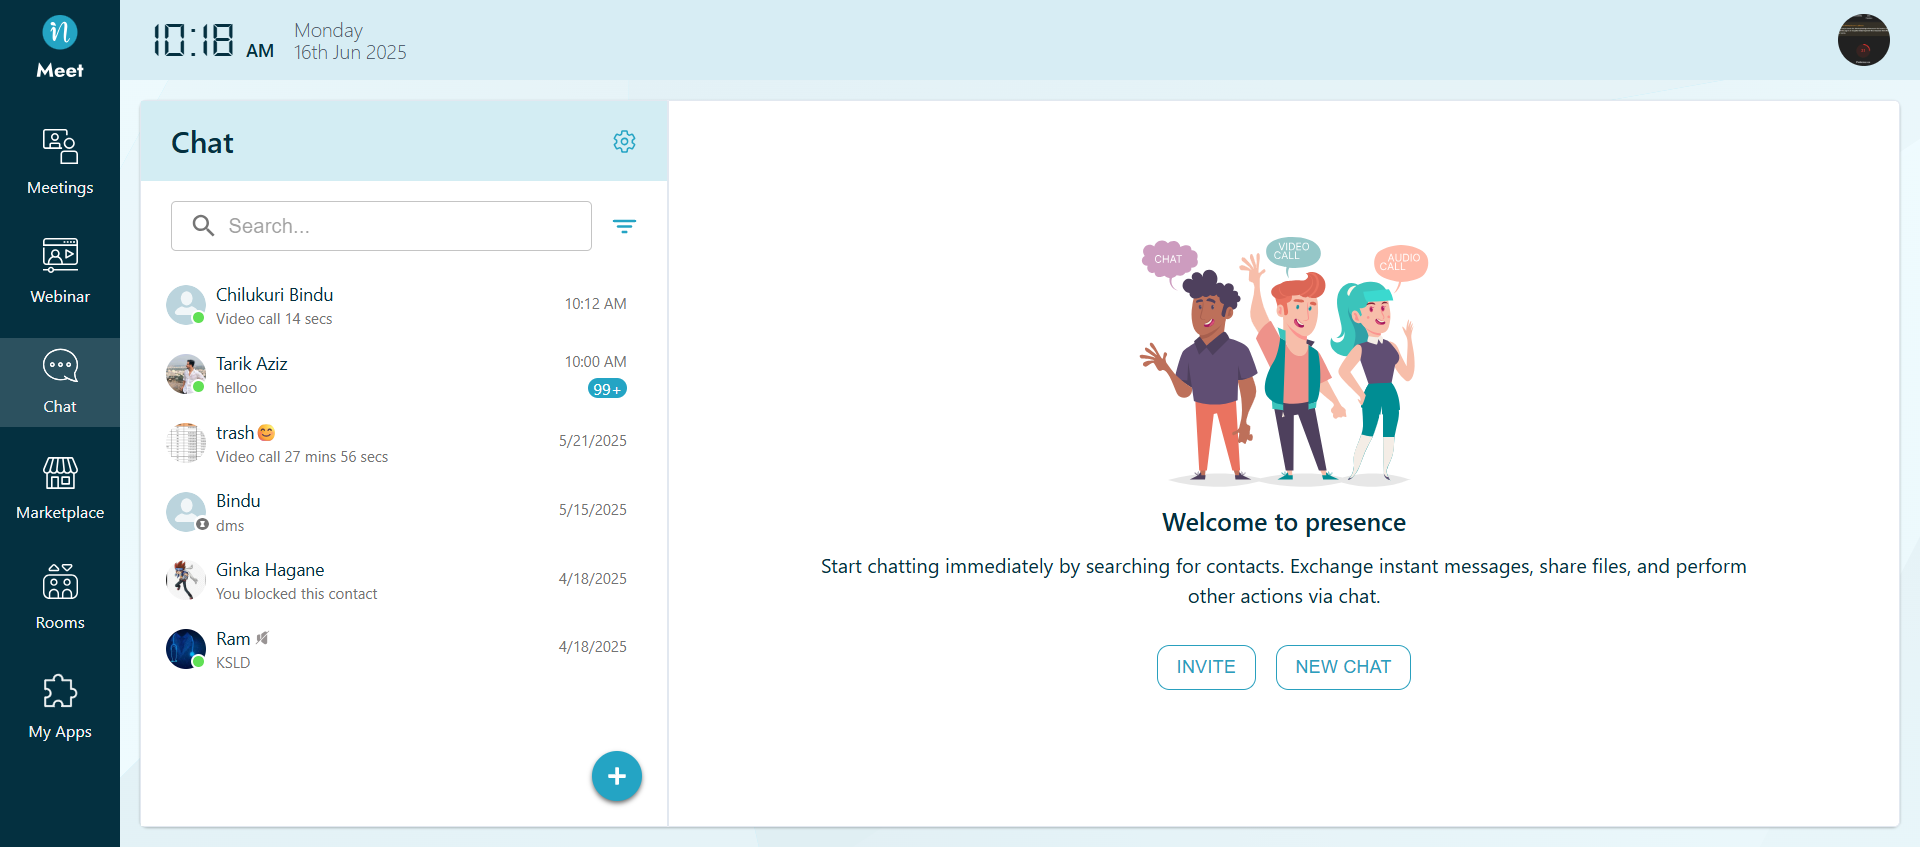 Meet
10:18 AM
Monday
16th Jun 2025
Meetings
Webinar
Chat
Marketplace
Rooms
My Apps
Chat
Search...
Chilukuri Bindu
10:12 AM
Video call 14 secs
Tarik Aziz
10:00 AM
helloo
99+
trash😊
5/21/2025
Video call 27 mins 56 secs
Bindu
5/15/2025
dms
Ginka Hagane
4/18/2025
You blocked this contact
Ram
4/18/2025
KSLD
CHAT
VIDEO
CALL
AUDIO
CALL
Welcome to presence
Start chatting immediately by searching for contacts. Exchange instant messages, share files, and perform
other actions via chat.
INVITE
NEW CHAT